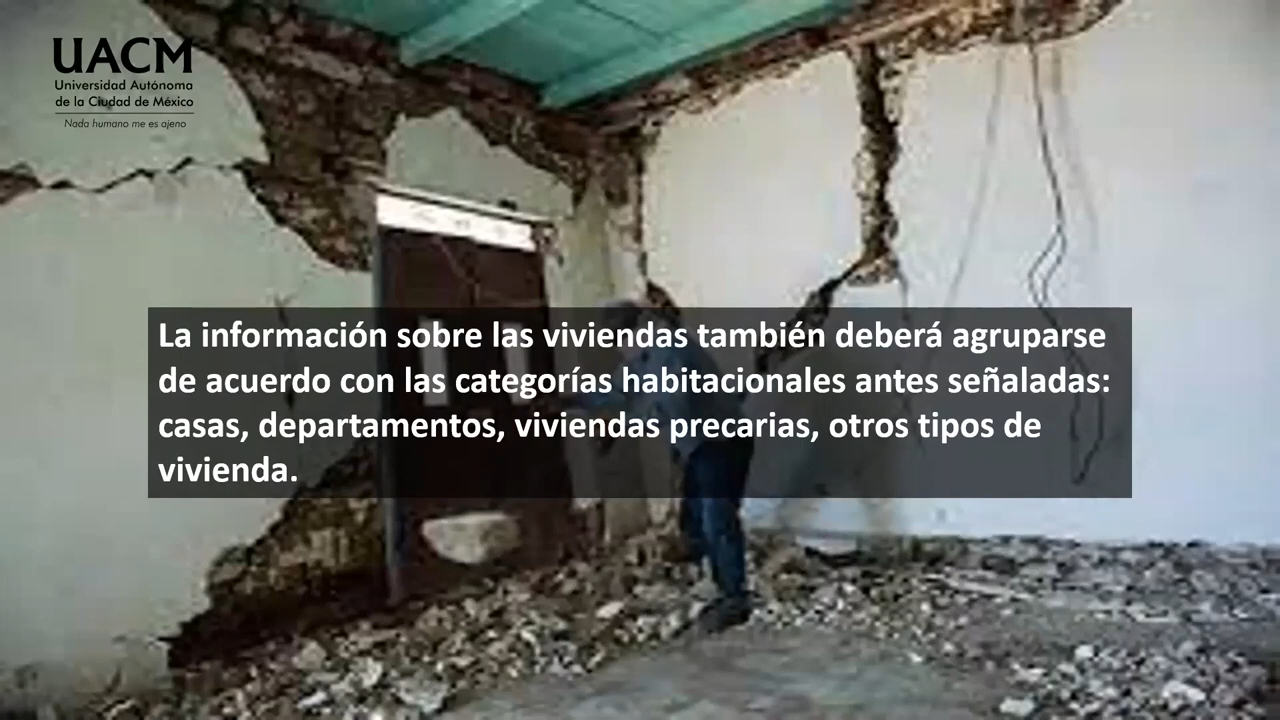 UACM
Universidad Autónoma
de la Ciudad de México
Nada humano me es ajeno
La información sobre las viviendas también deberá agruparse
de acuerdo con las categorías habitacionales antes señaladas:
casas, departamentos, viviendas precarias, otros tipos de
vivienda.